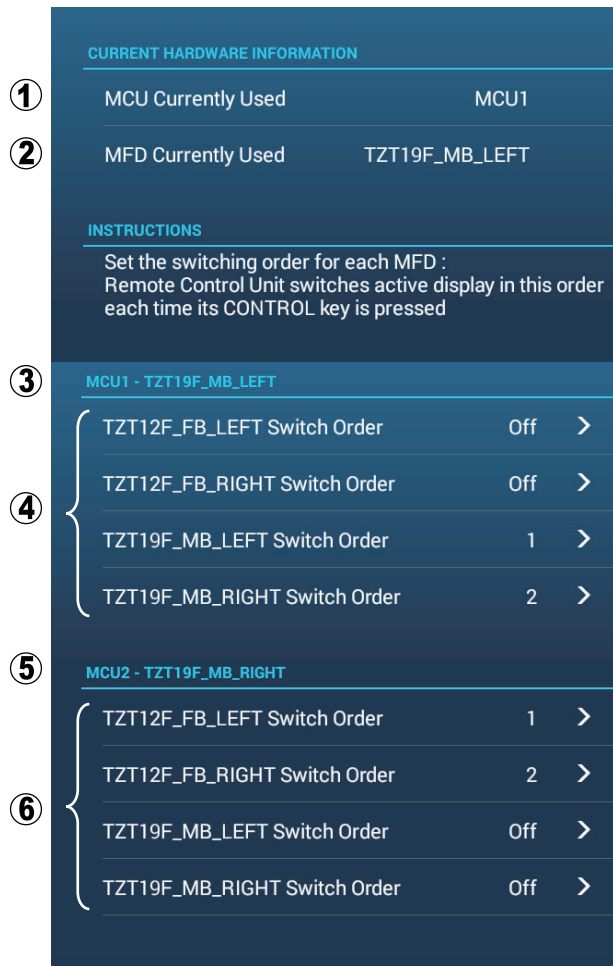 CURRENT HARDWARE INFORMATION
① MCU Currently Used MCU1
② MFD Currently Used TZT19F_MB_LEFT
INSTRUCTIONS
Set the switching order for each MFD :
Remote Control Unit switches active display in this order
each time its CONTROL key is pressed
③ MCU1 - TZT19F_MB_LEFT
TZT12F_FB_LEFT Switch Order Off >
TZT12F_FB_RIGHT Switch Order Off >
④
TZT19F_MB_LEFT Switch Order 1 >
TZT19F_MB_RIGHT Switch Order 2 >
⑤ MCU2 - TZT19F_MB_RIGHT
TZT12F_FB_LEFT Switch Order 1 >
TZT12F_FB_RIGHT Switch Order 2 >
⑥
TZT19F_MB_LEFT Switch Order Off >
TZT19F_MB_RIGHT Switch Order Off >